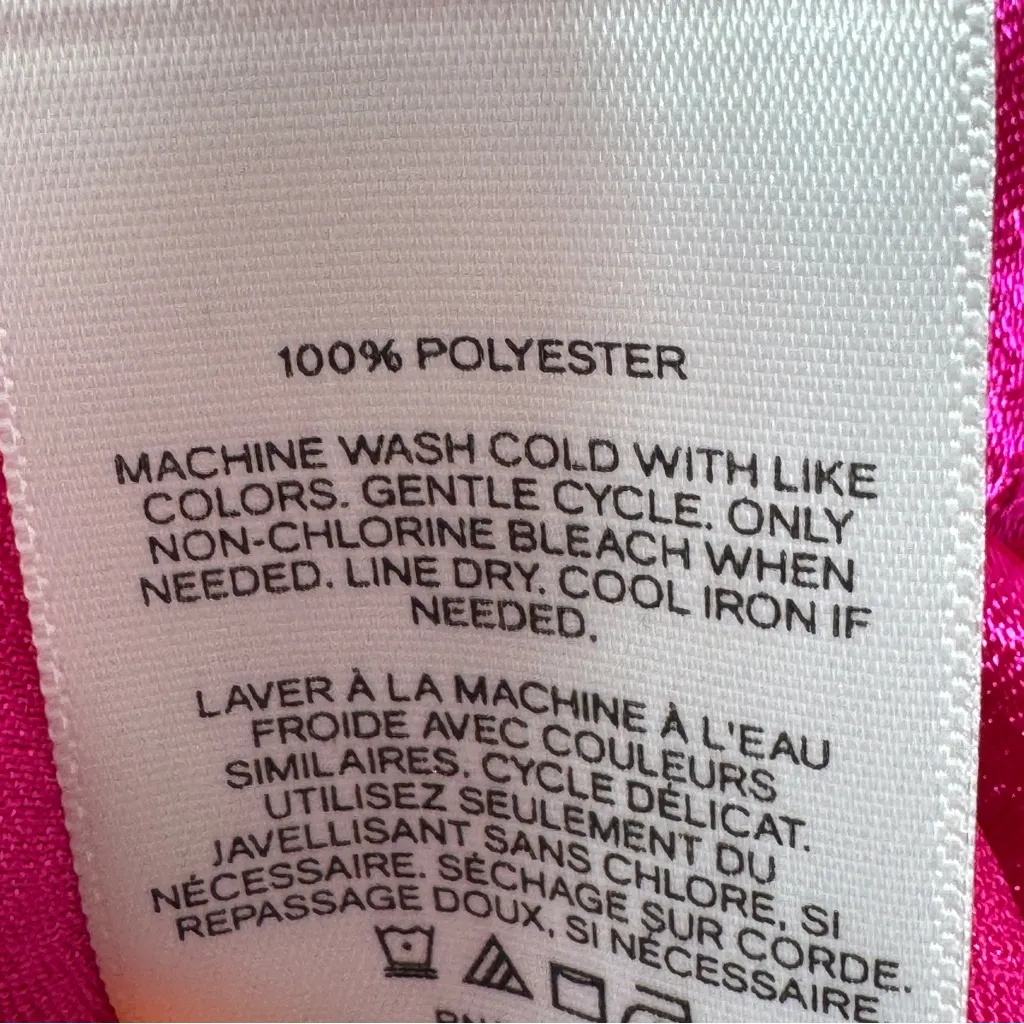 100% POLYESTER
MACHINE WASH COLD WITH LIKE
COLORS. GENTLE CYCLE. ONLY
NON-CHLORINE BLEACH WHEN
NEEDED. LINE DRY. COOL IRON IF
NEEDED.
LAVER À LA MACHINE À L'EAU
FROIDE AVEC COULEURS
SIMILAIRES. CYCLE DÉLICAT.
UTILISEZ SEULEMENT DU
JAVELLISANT SANS CHLORE, SI
NÉCESSAIRE. SÉCHAGE SUR CORDE.
REPASSAGE DOUX, SI NÉCESSAIRE.